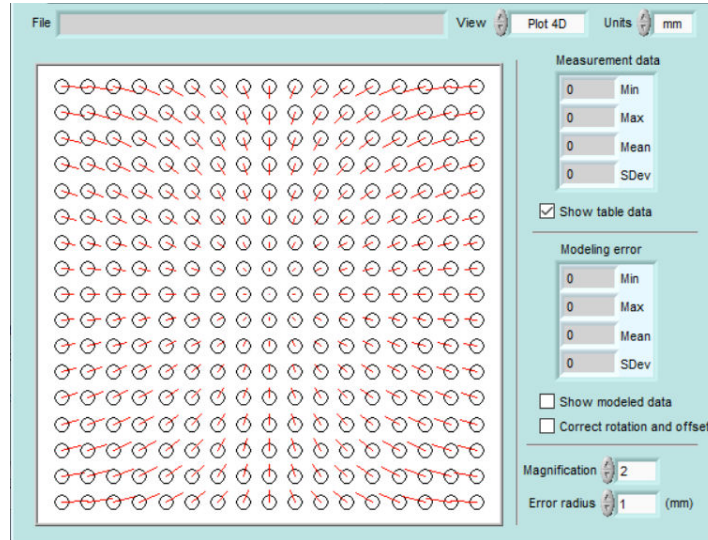 File View Plot 4D Units mm
Measurement data
0 Min
0 Max
0 Mean
0 SDev
Show table data
Modeling error
0 Min
0 Max
0 Mean
0 SDev
Show modeled data
Correct rotation and offset
Magnification 2
Error radius 1 (mm)